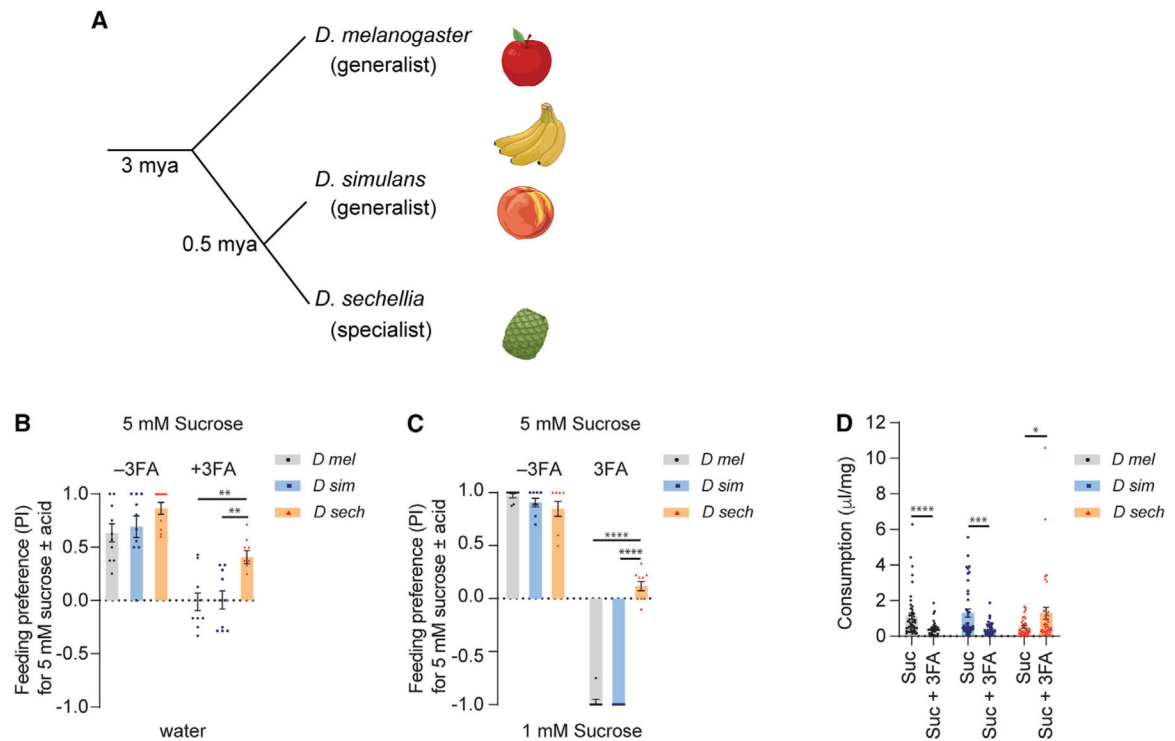 A
D. melanogaster
(generalist)
3 mya
D. simulans
(generalist)
0.5 mya
D. sechellia
(specialist)
B
5 mM Sucrose
–3FA
+3FA
D mel
D sim
D sech
Feeding preference (PI)
for 5 mM sucrose ± acid
1.0
0.5
0.0
-0.5
-1.0
**
**
water
C
5 mM Sucrose
–3FA
3FA
D mel
D sim
D sech
Feeding preference (PI)
for 5 mM sucrose ± acid
1.0
0.5
0.0
-0.5
-1.0
****
****
1 mM Sucrose
D
Consumption (µl/mg)
12
10
8
6
4
2
0
****
***
*
Suc
Suc + 3FA
Suc
Suc + 3FA
Suc
Suc + 3FA
D mel
D sim
D sech